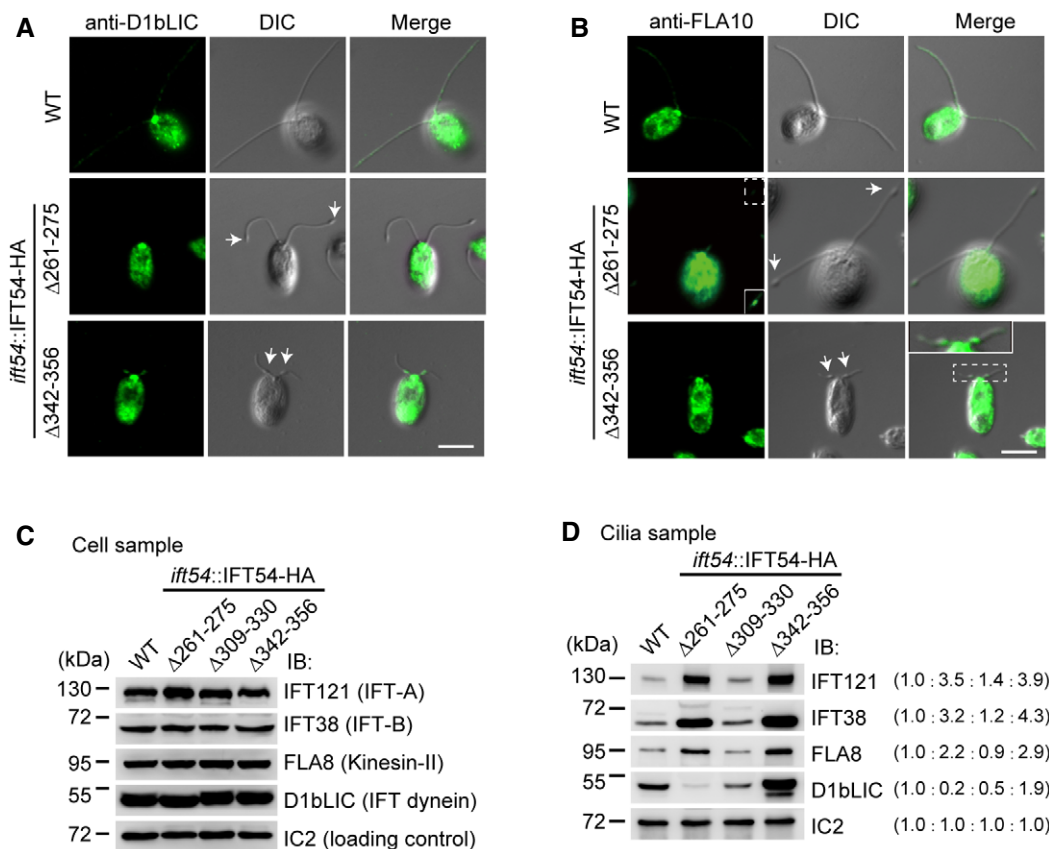 A
anti-D1bLIC DIC Merge
WT
ift54::IFT54-HA
Δ261-275
Δ342-356
B
anti-FLA10 DIC Merge
WT
ift54::IFT54-HA
Δ261-275
Δ342-356
C Cell sample
ift54::IFT54-HA
(kDa) WT Δ261-275 Δ309-330 Δ342-356 IB:
130 IFT121 (IFT-A)
72 IFT38 (IFT-B)
95 FLA8 (Kinesin-II)
55 D1bLIC (IFT dynein)
72 IC2 (loading control)
D Cilia sample
ift54::IFT54-HA
(kDa) WT Δ261-275 Δ309-330 Δ342-356 IB:
130 IFT121 (1.0 : 3.5 : 1.4 : 3.9)
72 IFT38 (1.0 : 3.2 : 1.2 : 4.3)
95 FLA8 (1.0 : 2.2 : 0.9 : 2.9)
55 D1bLIC (1.0 : 0.2 : 0.5 : 1.9)
72 IC2 (1.0 : 1.0 : 1.0 : 1.0)